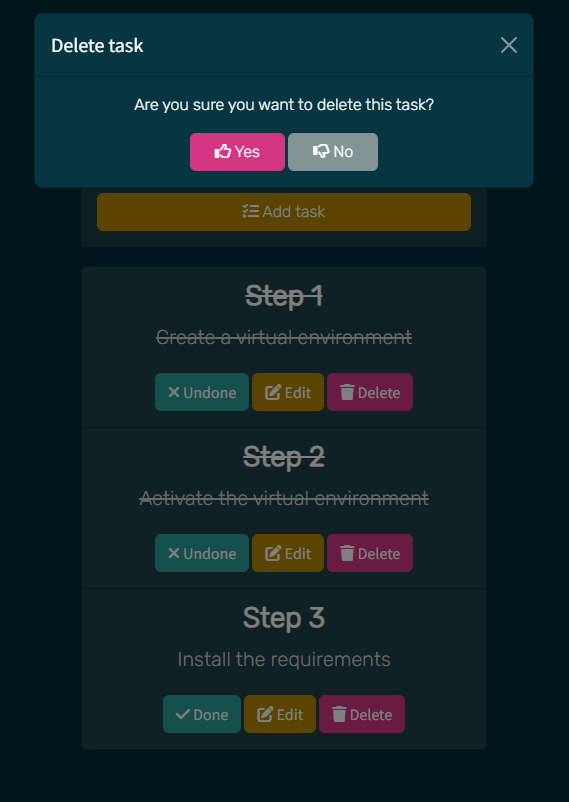 Delete task
Are you sure you want to delete this task?
Yes No
Add task
Step 1
Create a virtual environment
Undone Edit Delete
Step 2
Activate the virtual environment
Undone Edit Delete
Step 3
Install the requirements
Done Edit Delete